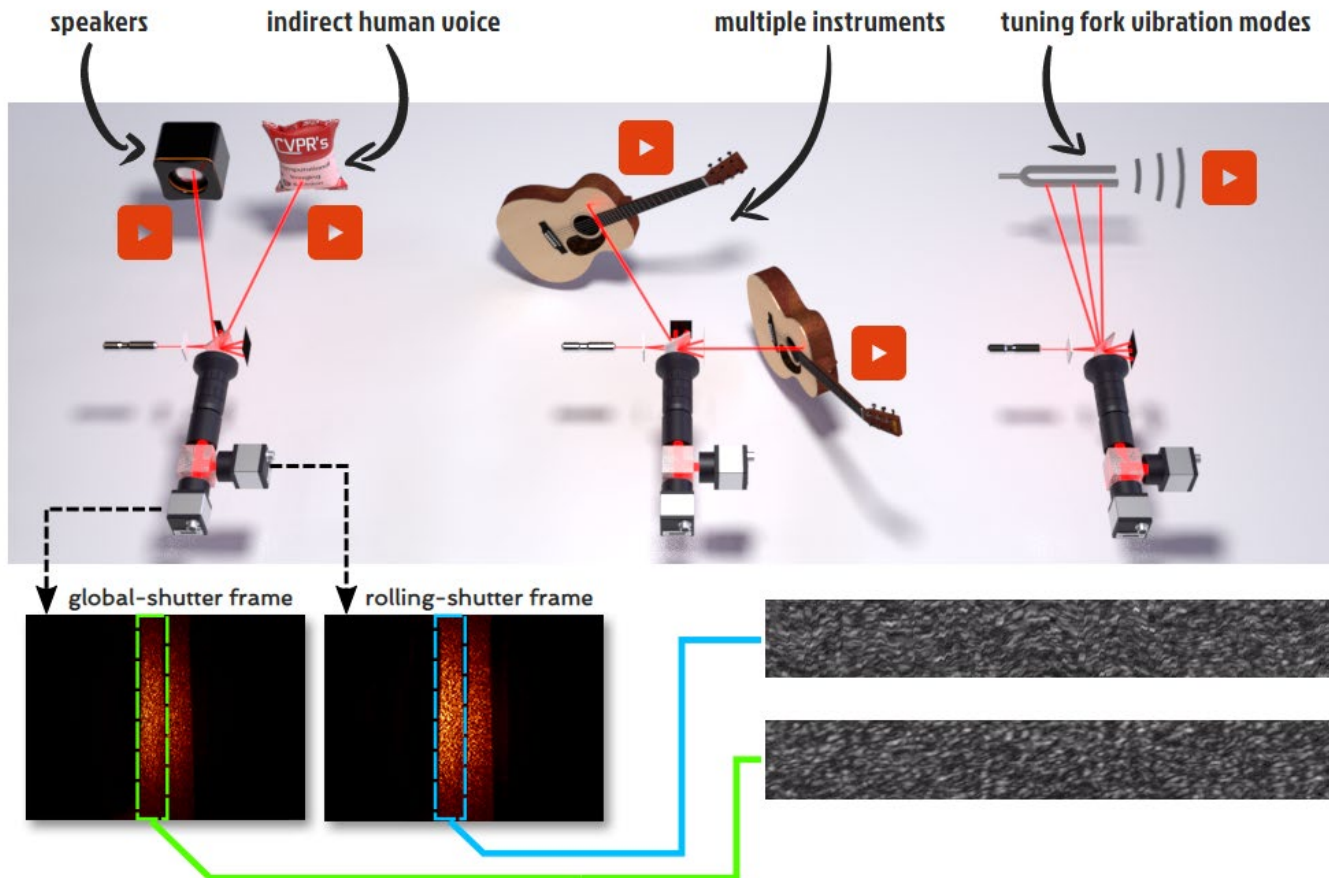 speakers
indirect human voice
multiple instruments
tuning fork vibration modes
CVPR's
global-shutter frame
rolling-shutter frame